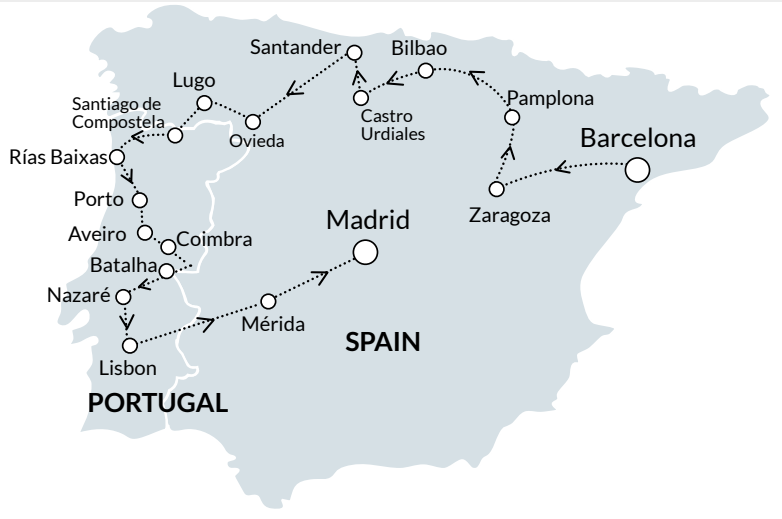 Santander
Bilbao
Lugo
Pamplona
Santiago de
Compostela
Castro
Urdiales
Ovieda
Barcelona
Rías Baixas
Porto
Zaragoza
Madrid
Aveiro
Coimbra
Batalha
Nazaré
Mérida
SPAIN
Lisbon
PORTUGAL